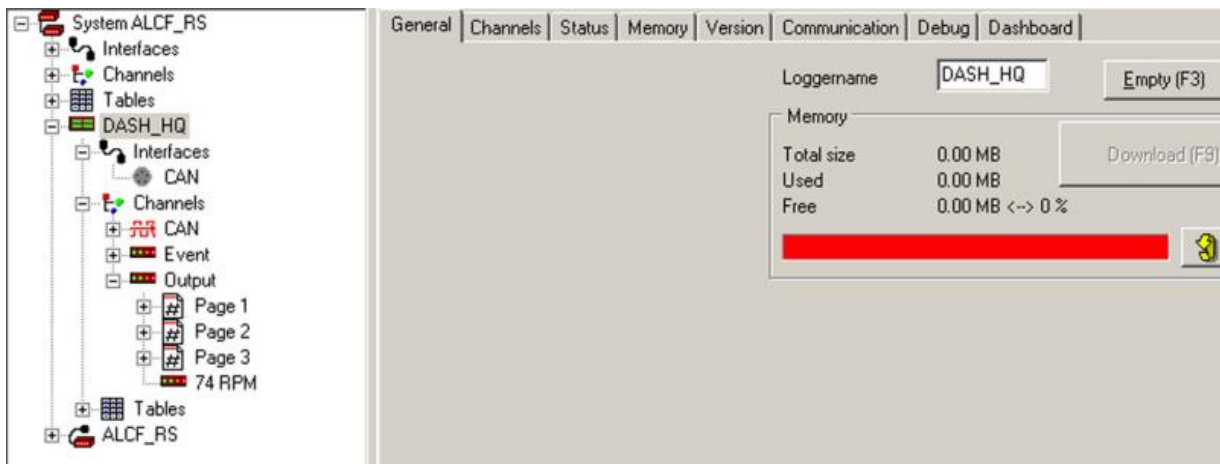 System ALCF_RS
Interfaces
Channels
Tables
DASH_HQ
Interfaces
CAN
Channels
CAN
Event
Output
Page 1
Page 2
Page 3
74 RPM
Tables
ALCF_RS
General Channels Status Memory Version Communication Debug Dashboard
Loggername DASH_HQ Empty (F3)
Memory
Total size 0.00 MB Download (F9)
Used 0.00 MB
Free 0.00 MB <-> 0 %